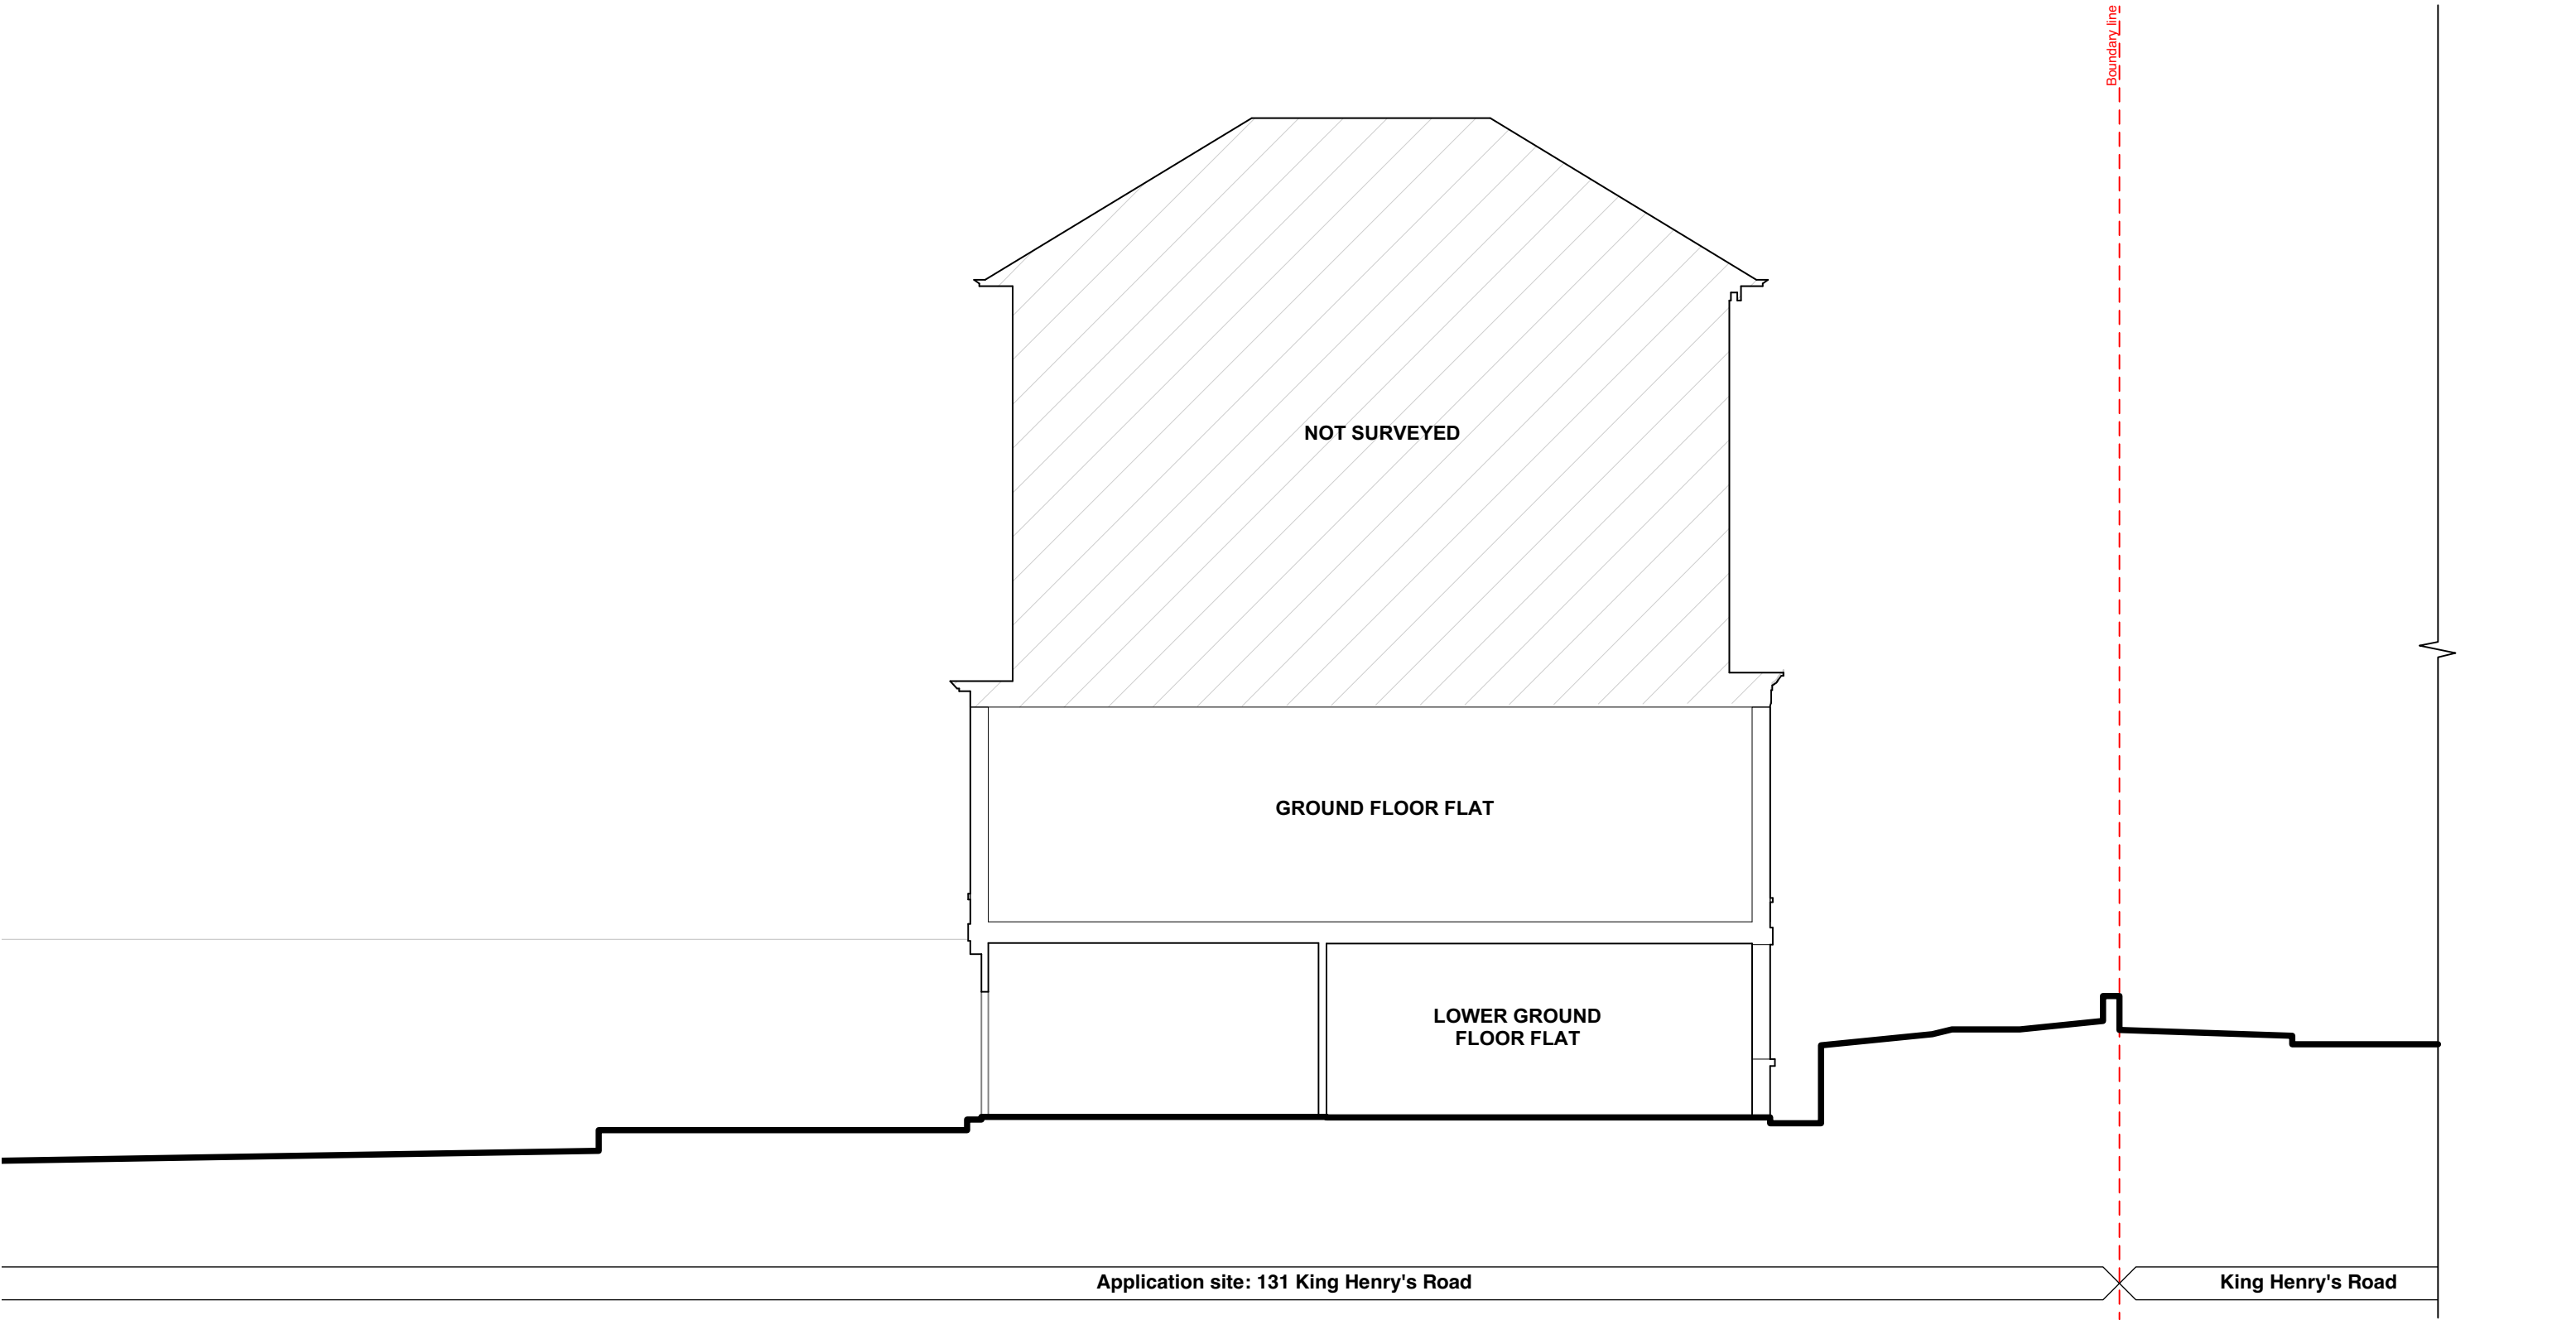 Boundary line
NOT SURVEYED
GROUND FLOOR FLAT
LOWER GROUND
FLOOR FLAT
Application site: 131 King Henry's Road
King Henry's Road